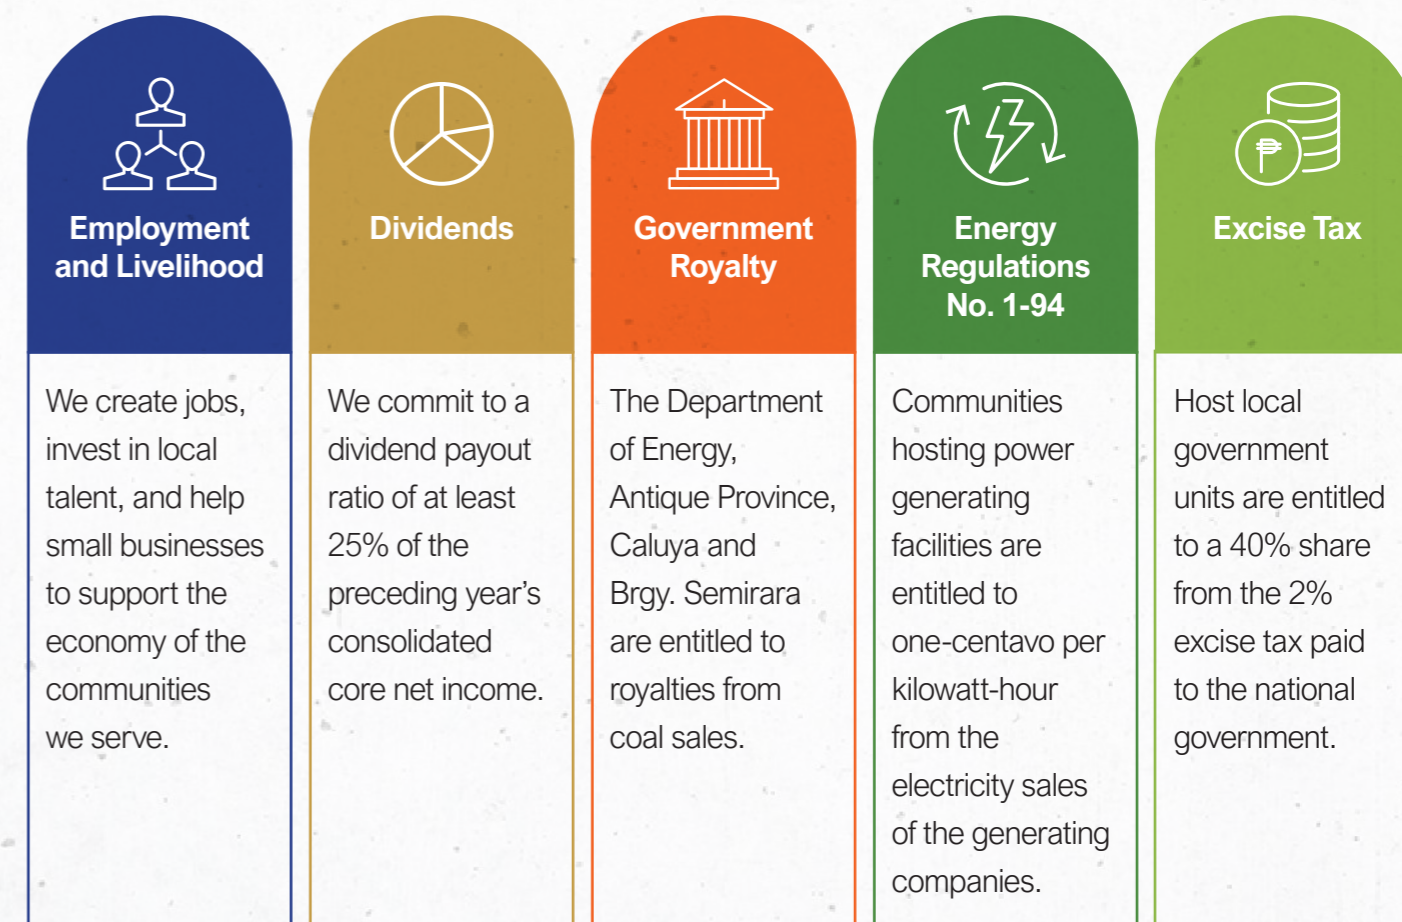 Employment
and Livelihood
We create jobs,
invest in local
talent, and help
small businesses
to support the
economy of the
communities
we serve.
Dividends
We commit to a
dividend payout
ratio of at least
25% of the
preceding year’s
consolidated
core net income.
Government
Royalty
The Department
of Energy,
Antique Province,
Caluya and
Brgy. Semirara
are entitled to
royalties from
coal sales.
Energy
Regulations
No. 1-94
Communities
hosting power
generating
facilities are
entitled to
one-centavo per
kilowatt-hour
from the
electricity sales
of the generating
companies.
Excise Tax
Host local
government
units are entitled
to a 40% share
from the 2%
excise tax paid
to the national
government.